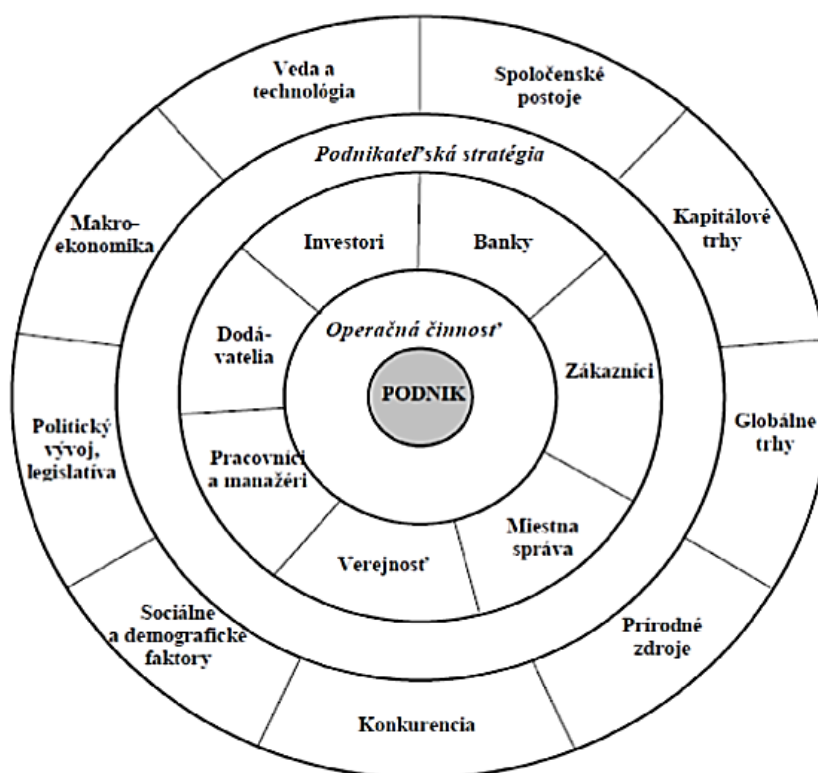 Veda a
technológia
Spoločenské
postoje
Podnikateľská stratégia
Makro-
ekonomika
Kapitálové
trhy
Investori
Banky
Operačná činnosť
Dodá-
vatelia
Zákazníci
PODNIK
Politický
vývoj,
legislatíva
Globálne
trhy
Pracovníci
a manažéri
Miestna
správa
Verejnosť
Sociálne
a demografické
faktory
Prírodné
zdroje
Konkurencia